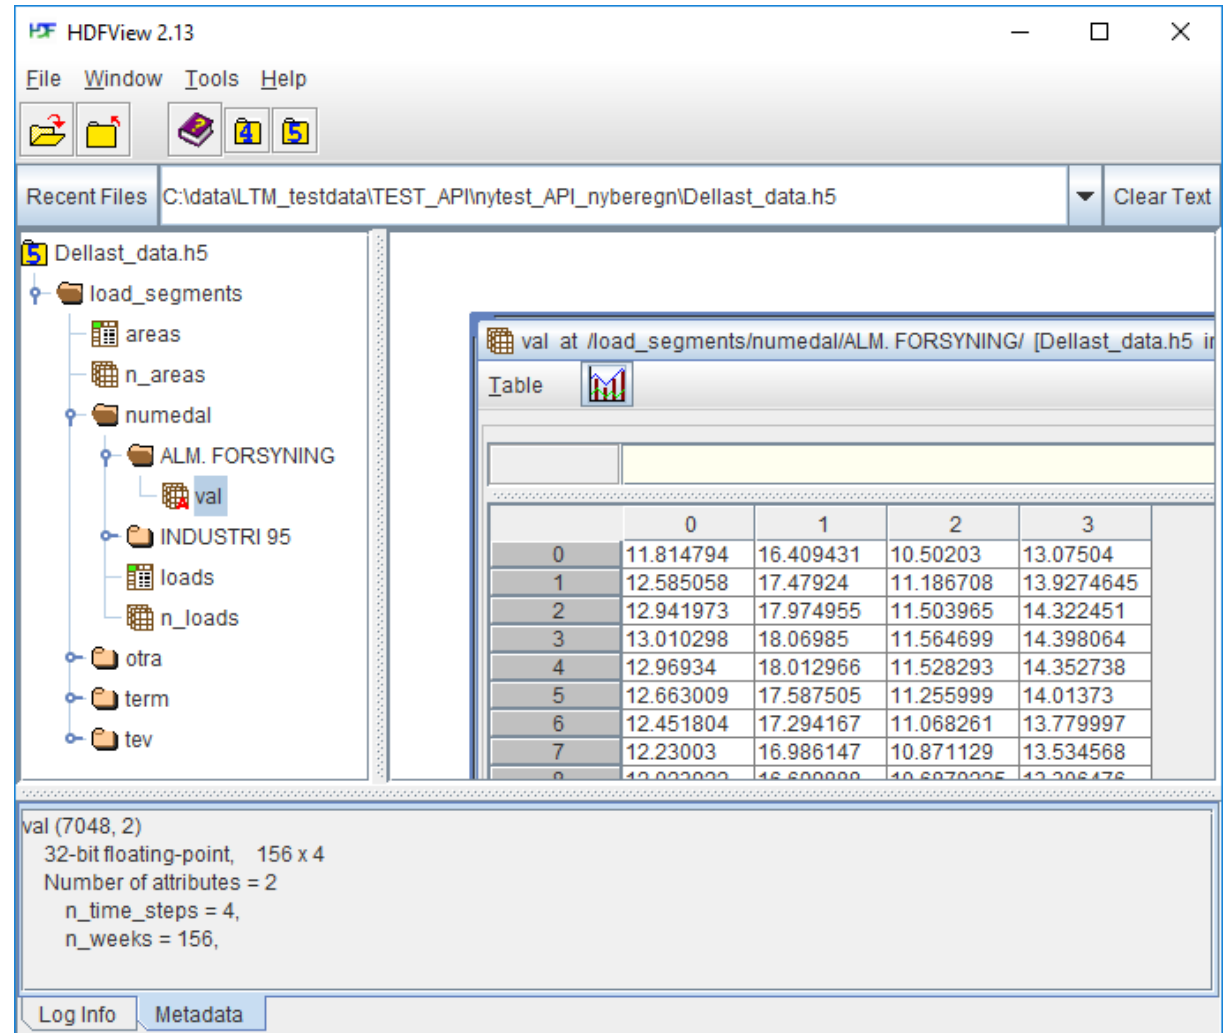 HDF HDFView 2.13
File Window Tools Help
4 5
Recent Files C:\data\LTM_testdata\TEST_API\nytest_API_nyberegn\Dellast_data.h5 Clear Text
5 Dellast_data.h5
load_segments
areas
n_areas
numedal
ALM. FORSYNING
val
INDUSTRI 95
loads
n_loads
otra
term
tev
val at /load_segments/numedal/ALM. FORSYNING/ [Dellast_data.h5 in
Table
0 1 2 3
0 11.814794 16.409431 10.50203 13.07504
1 12.585058 17.47924 11.186708 13.9274645
2 12.941973 17.974955 11.503965 14.322451
3 13.010298 18.06985 11.564699 14.398064
4 12.96934 18.012966 11.528293 14.352738
5 12.663009 17.587505 11.255999 14.01373
6 12.451804 17.294167 11.068261 13.779997
7 12.23003 16.986147 10.871129 13.534568
val (7048, 2)
32-bit floating-point, 156 x 4
Number of attributes = 2
n_time_steps = 4,
n_weeks = 156,
Log Info Metadata